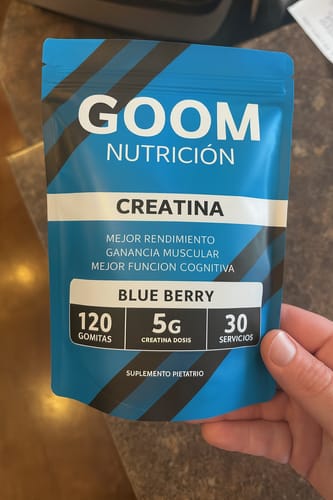 GOOM
NUTRICIÓN
CREATINA
MEJOR RENDIMIENTO
GANANCIA MUSCULAR
MEJOR FUNCION COGNITIVA
BLUE BERRY
120
GOMITAS
5G
CREATINA DOSIS
30
SERVICIOS
SUPLEMENTO PIETATRIO